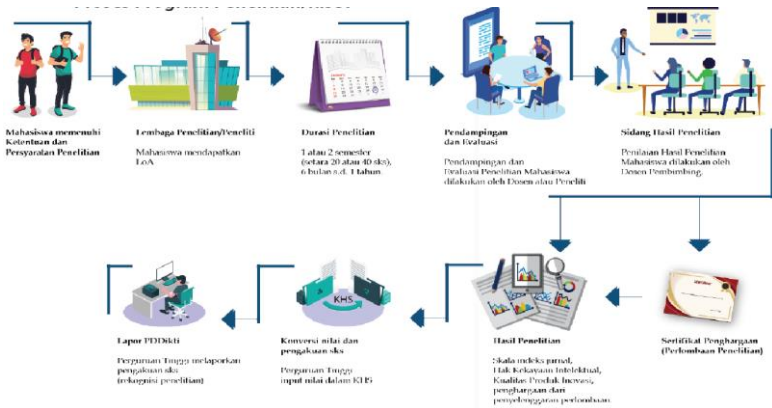 Mahasiswa memenuhi
Ketentuan dan
Persyaratan Penelitian
Lembaga Penelitian/Peneliti
Mahasiswa mendapatkan
LoA
Durasi Penelitian
1 atau 2 semester
(setara 20 atau 40 sks),
6 bulan s.d. 1 tahun
Pendampingan
dan Evaluasi
Pendampingan dan
Evaluasi Penelitian Mahasiswa
dilakukan oleh Dosen atau Peneliti
Sidang Hasil Penelitian
Penilaian Hasil Penelitian
Mahasiswa dilakukan oleh
Dosen Pembimbing.
Lapor PDDikti
Perguruan Tinggi melaporkan
pengakuan sks
(rekognisi penelitian)
KHS
Konversi nilai dan
pengakuan sks
Perguruan Tinggi
input nilai dalam KHS
Hasil Penelitian
Skala indeks jurnal,
Hak Kekayaan Intelektual,
Kualitas Produk Inovasi,
penghargaan dari
penyelenggaran perlombaan.
Sertifikat Penghargaan
(Perlombaan Penelitian)